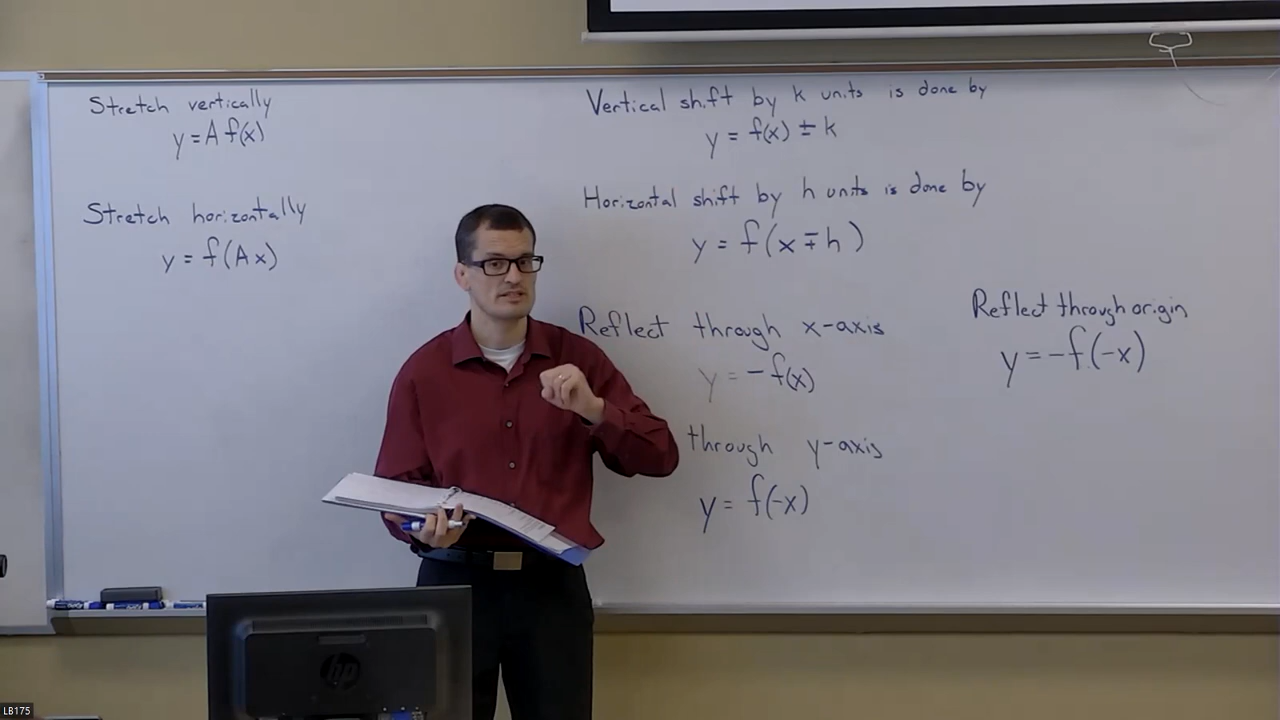 Stretch vertically
y = A f(x)
Stretch horizontally
y = f(Ax)
Vertical shift by k units is done by
y = f(x) ± k
Horizontal shift by h units is done by
y = f(x ∓ h)
Reflect through x-axis
y = -f(x)
through y-axis
y = f(-x)
Reflect through origin
y = -f(-x)
hp
LB175